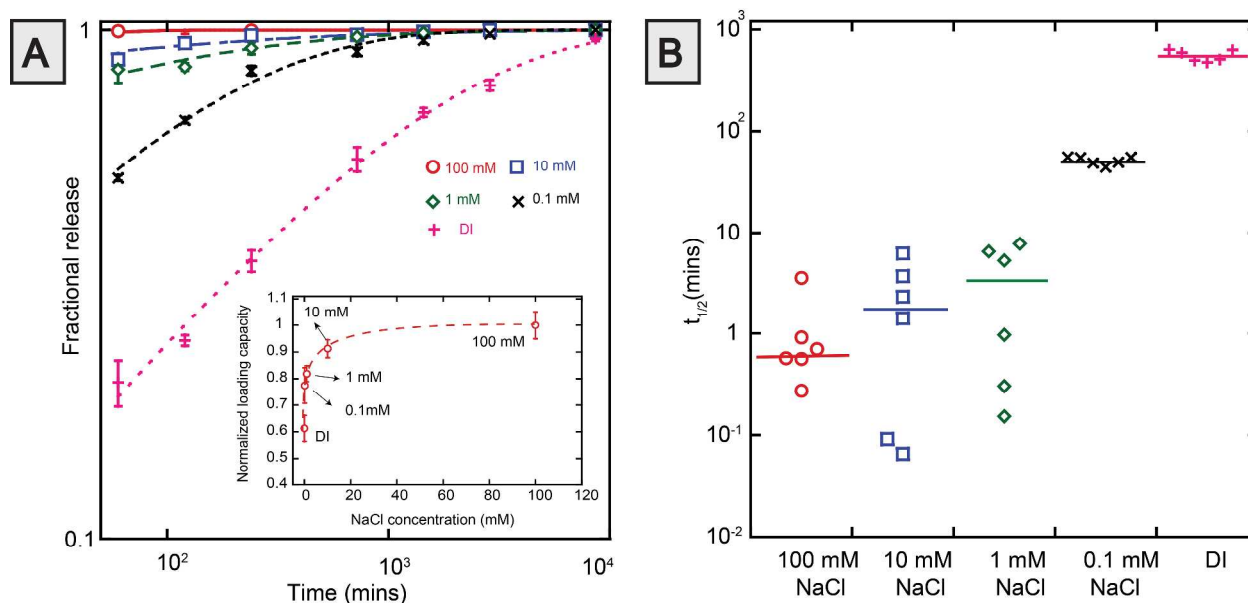 A
1
Fractional release
0.1
100 mM
10 mM
1 mM
0.1 mM
DI
Normalized loading capacity
1.1
1
0.9
0.8
0.7
0.6
0.5
0.4
10 mM
100 mM
1 mM
0.1mM
DI
0 20 40 60 80 100 120
NaCl concentration (mM)
10² 10³ 10⁴
Time (mins)
B
t1/2(mins)
10³
10²
10
1
10⁻¹
10⁻²
100 mM 10 mM 1 mM 0.1 mM DI
NaCl NaCl NaCl NaCl